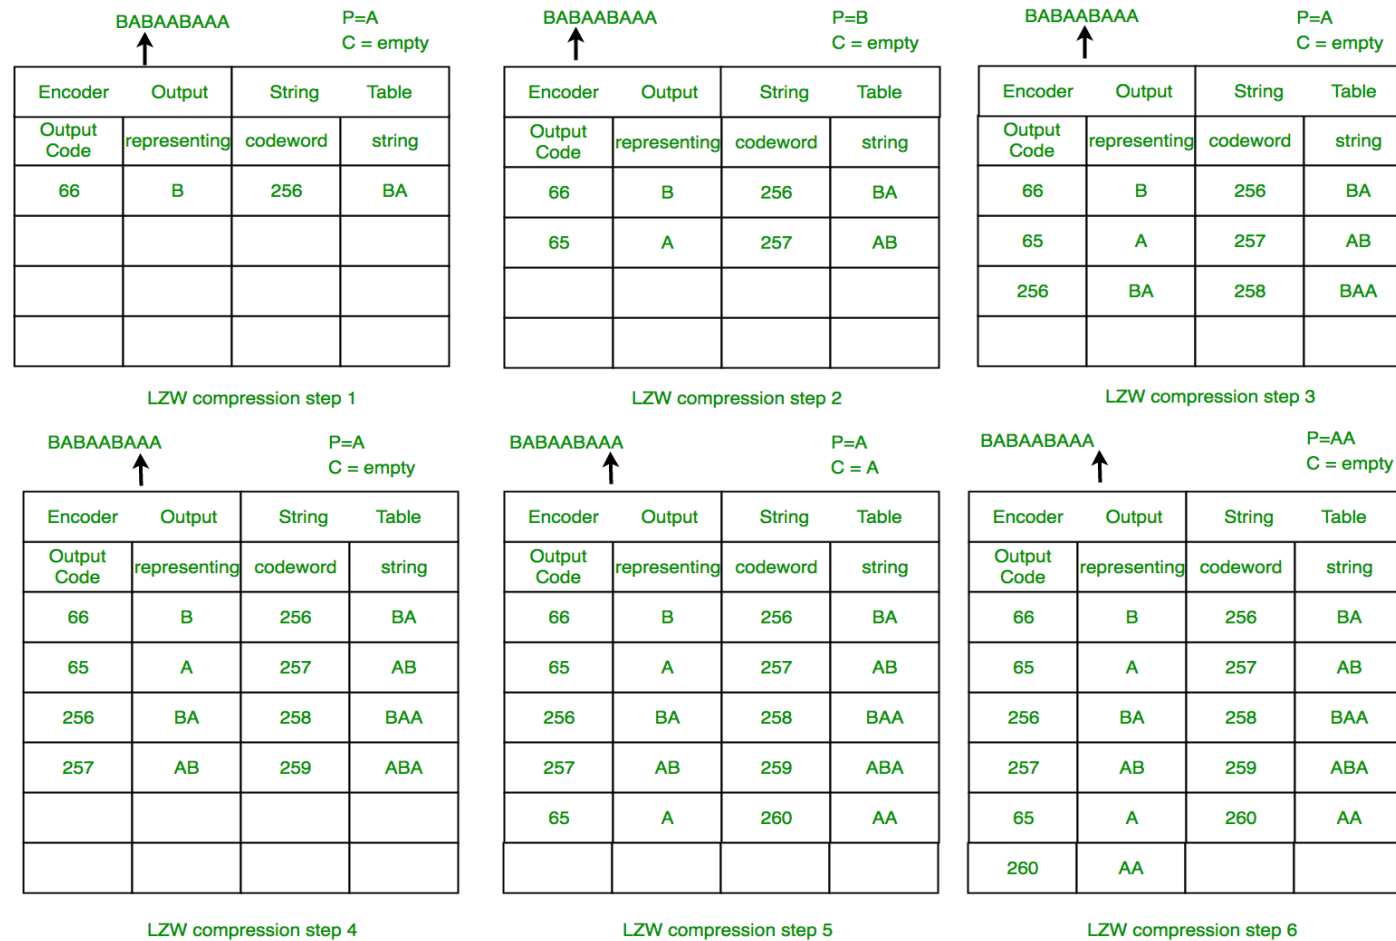 BABAABAAA P=A
C = empty
Encoder Output String Table
Output Code representing codeword string
66 B 256 BA
LZW compression step 1
BABAABAAA P=B
C = empty
Encoder Output String Table
Output Code representing codeword string
66 B 256 BA
65 A 257 AB
LZW compression step 2
BABAABAAA P=A
C = empty
Encoder Output String Table
Output Code representing codeword string
66 B 256 BA
65 A 257 AB
256 BA 258 BAA
LZW compression step 3
BABAABAAA P=A
C = empty
Encoder Output String Table
Output Code representing codeword string
66 B 256 BA
65 A 257 AB
256 BA 258 BAA
257 AB 259 ABA
LZW compression step 4
BABAABAAA P=A
C = A
Encoder Output String Table
Output Code representing codeword string
66 B 256 BA
65 A 257 AB
256 BA 258 BAA
257 AB 259 ABA
65 A 260 AA
LZW compression step 5
BABAABAAA P=AA
C = empty
Encoder Output String Table
Output Code representing codeword string
66 B 256 BA
65 A 257 AB
256 BA 258 BAA
257 AB 259 ABA
65 A 260 AA
260 AA
LZW compression step 6